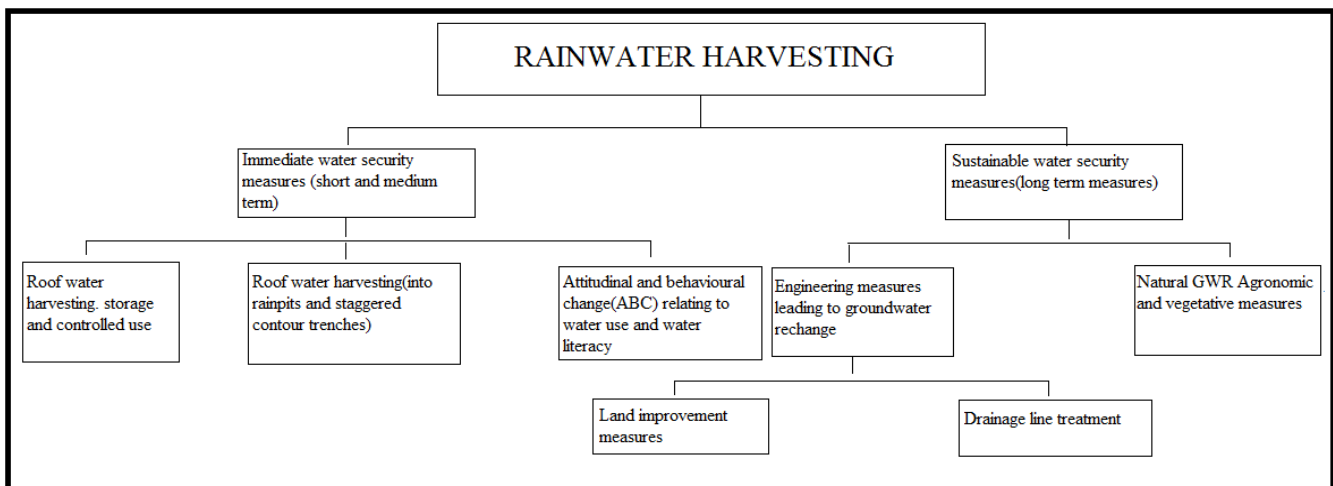 RAINWATER HARVESTING
Immediate water security
measures (short and medium
term)
Sustainable water security
measures(long term measures)
Roof water
harvesting. storage
and controlled use
Roof water harvesting(into
rainpits and staggered
contour trenches)
Attitudinal and behavioural
change(ABC) relating to
water use and water
literacy
Engineering measures
leading to groundwater
rechange
Natural GWR Agronomic
and vegetative measures
Land improvement
measures
Drainage line treatment